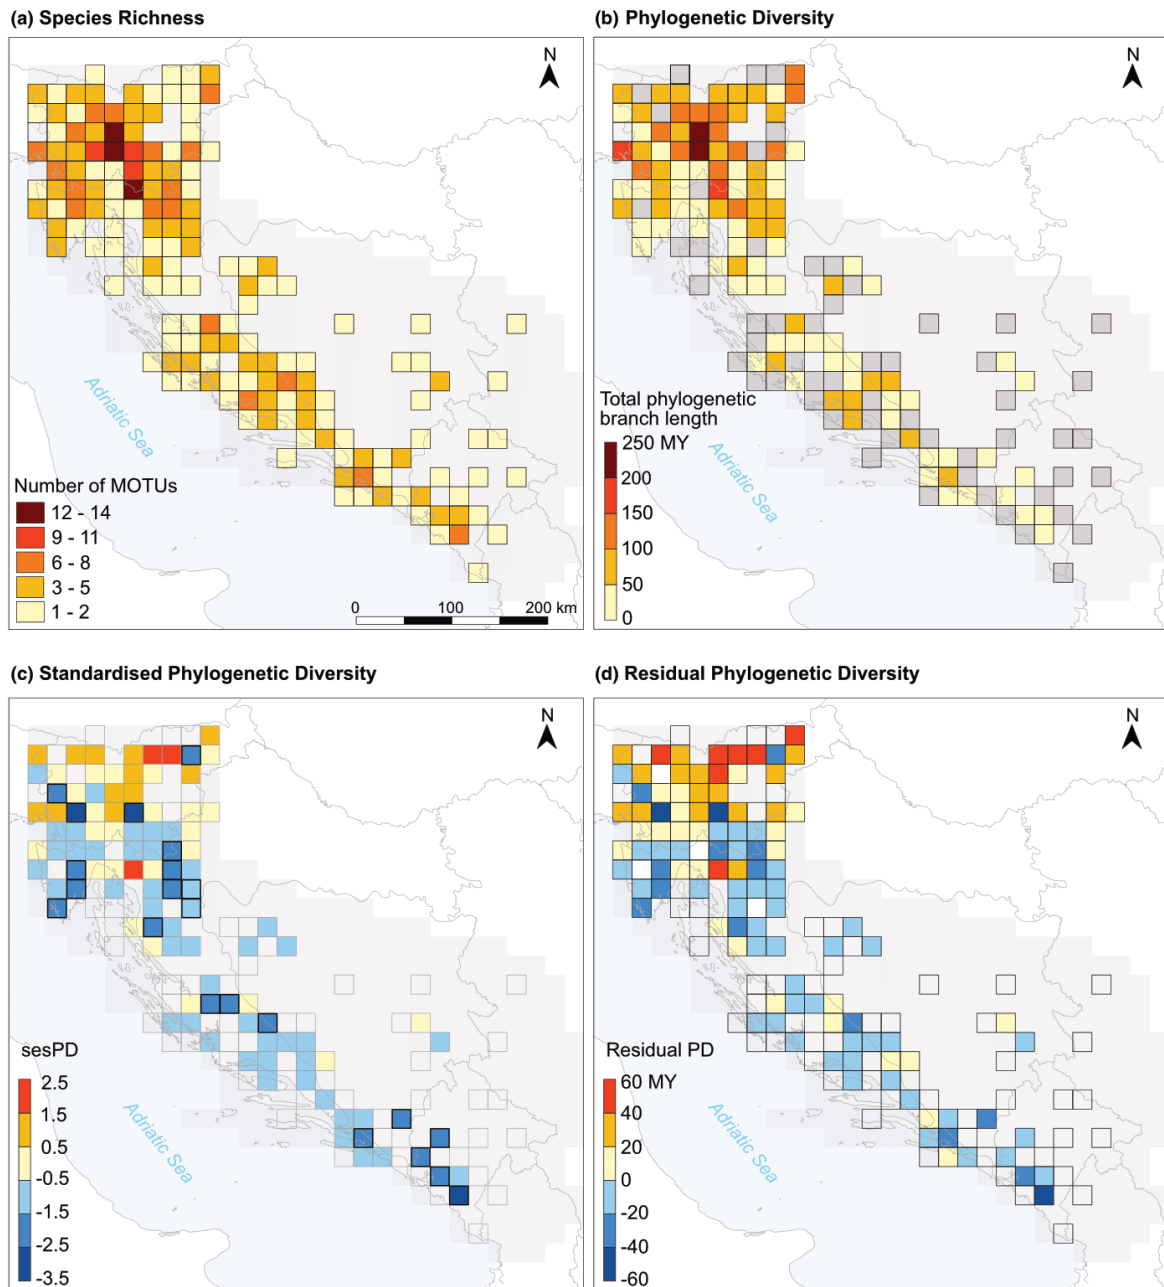 (a) Species Richness
N
Adriatic Sea
Number of MOTUs
12 - 14
9 - 11
6 - 8
3 - 5
1 - 2
0 100 200 km
(b) Phylogenetic Diversity
N
Adriatic Sea
Total phylogenetic
branch length
250 MY
200
150
100
50
0
(c) Standardised Phylogenetic Diversity
N
Adriatic Sea
sesPD
2.5
1.5
0.5
-0.5
-1.5
-2.5
-3.5
(d) Residual Phylogenetic Diversity
N
Adriatic Sea
Residual PD
60 MY
40
20
0
-20
-40
-60